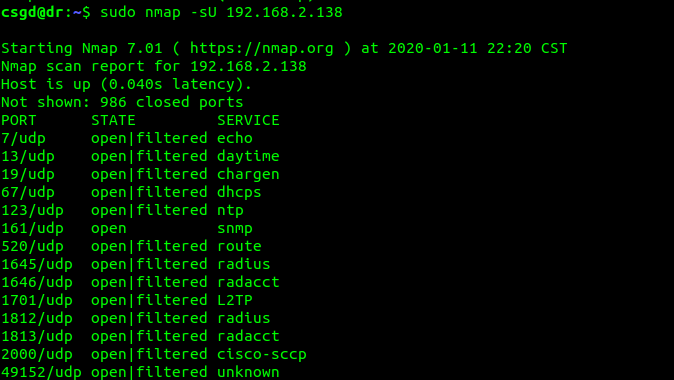 csgd@dr:~$ sudo nmap -sU 192.168.2.138
Starting Nmap 7.01 ( https://nmap.org ) at 2020-01-11 22:20 CST
Nmap scan report for 192.168.2.138
Host is up (0.040s latency).
Not shown: 986 closed ports
PORT      STATE         SERVICE
7/udp     open|filtered echo
13/udp    open|filtered daytime
19/udp    open|filtered chargen
67/udp    open|filtered dhcps
123/udp   open|filtered ntp
161/udp   open          snmp
520/udp   open|filtered route
1645/udp  open|filtered radius
1646/udp  open|filtered radacct
1701/udp  open|filtered L2TP
1812/udp  open|filtered radius
1813/udp  open|filtered radacct
2000/udp  open|filtered cisco-sccp
49152/udp open|filtered unknown